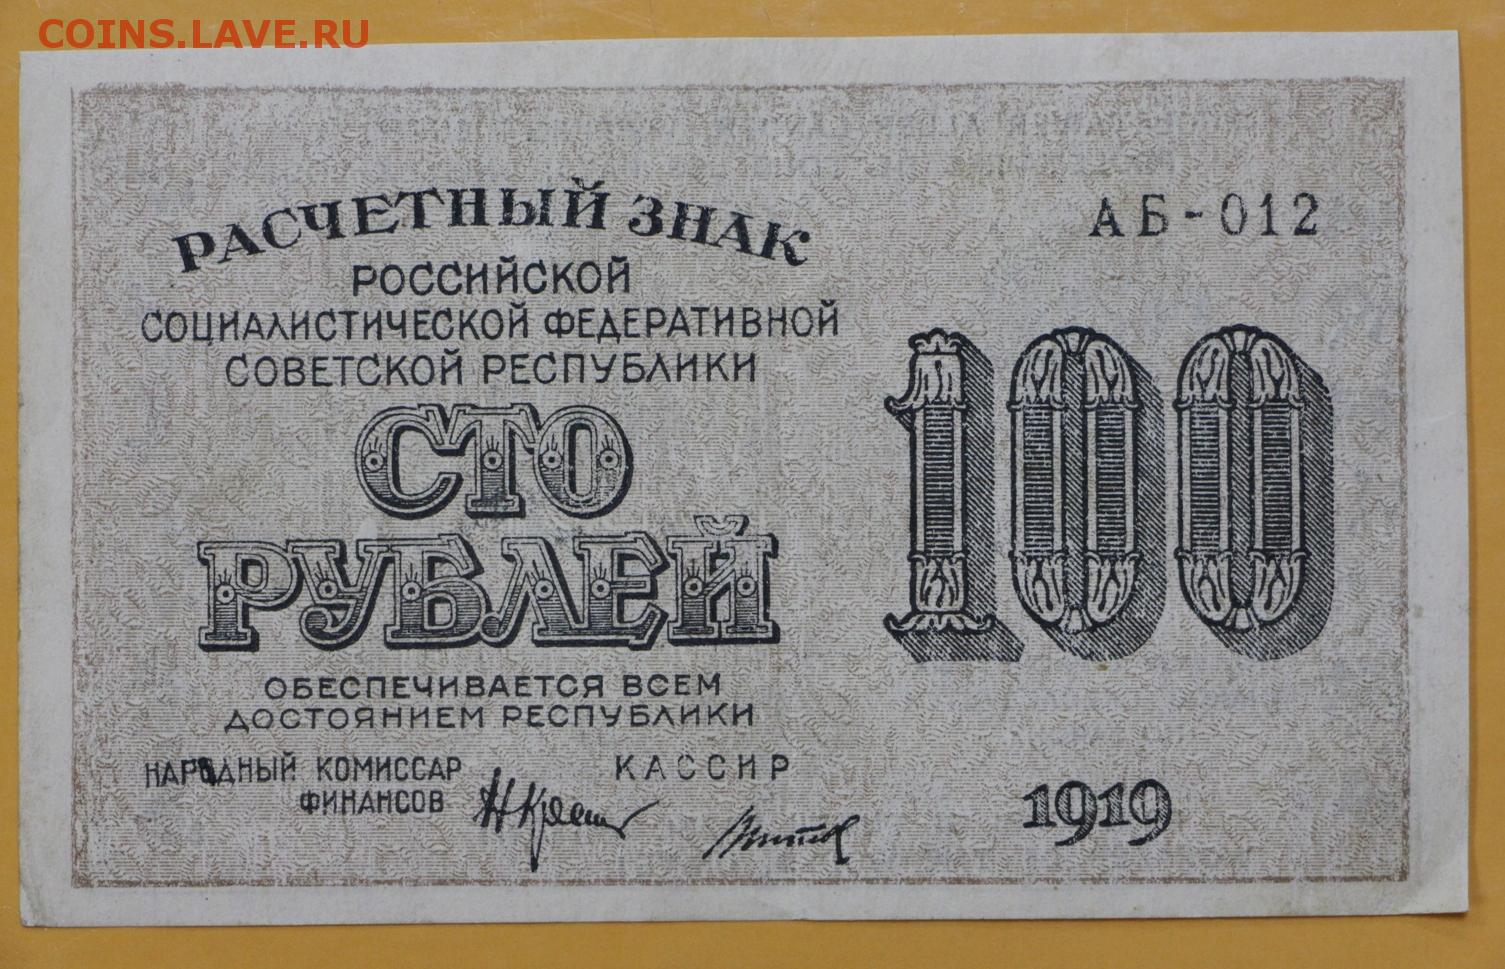 COINS.LAVE.RU
РАСЧЕТНЫЙ ЗНАК
АБ-012
РОССИЙСКОЙ
СОЦИАЛИСТИЧЕСКОЙ ФЕДЕРАТИВНОЙ
СОВЕТСКОЙ РЕСПУБЛИКИ
СТО
РУБЛЕЙ
100
ОБЕСПЕЧИВАЕТСЯ ВСЕМ
ДОСТОЯНИЕМ РЕСПУБЛИКИ
НАРОДНЫЙ КОМИССАР
ФИНАНСОВ
КАССИР
1919